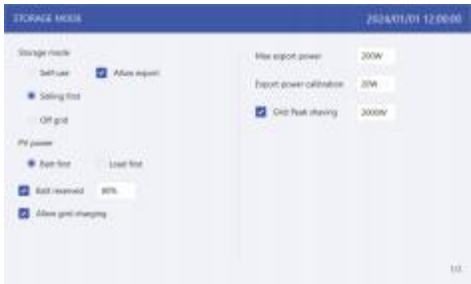 STORAGE MODE 2024/01/01 12:00:00
Storage mode
Self use Allow export
Selling first
Off grid
PV power
Batt first Load first
Batt reserved 80%
Allow grid charging
Max export power 200W
Export power calibration 20W
Grid Peak shaving 2000W
1/2